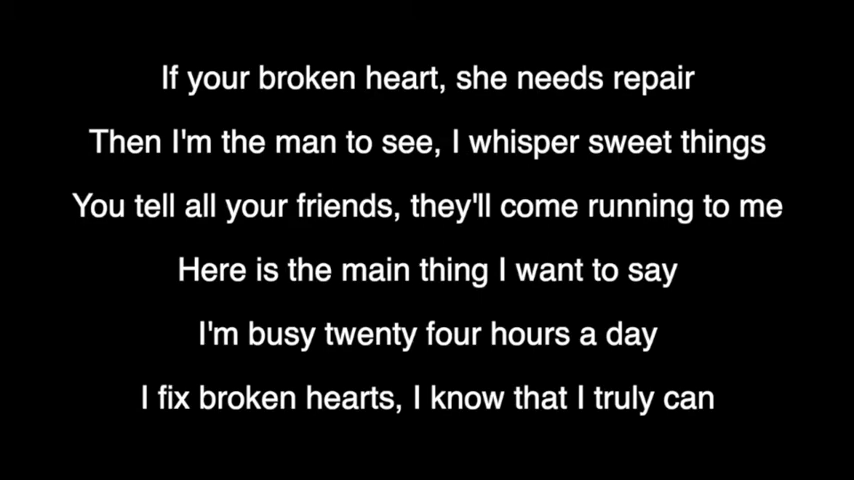 If your broken heart, she needs repair
Then I'm the man to see, I whisper sweet things
You tell all your friends, they'll come running to me
Here is the main thing I want to say
I'm busy twenty four hours a day
I fix broken hearts, I know that I truly can